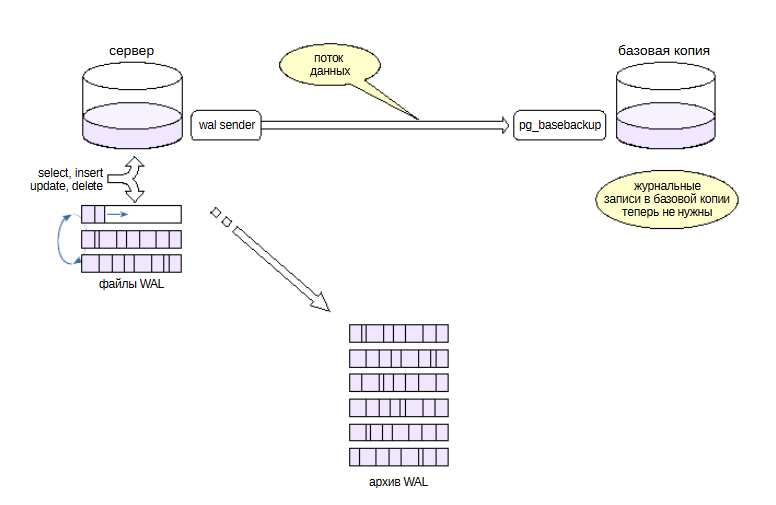 сервер
базовая копия
поток
данных
wal sender
pg_basebackup
select, insert
update, delete
журнальные
записи в базовой копии
теперь не нужны
файлы WAL
архив WAL